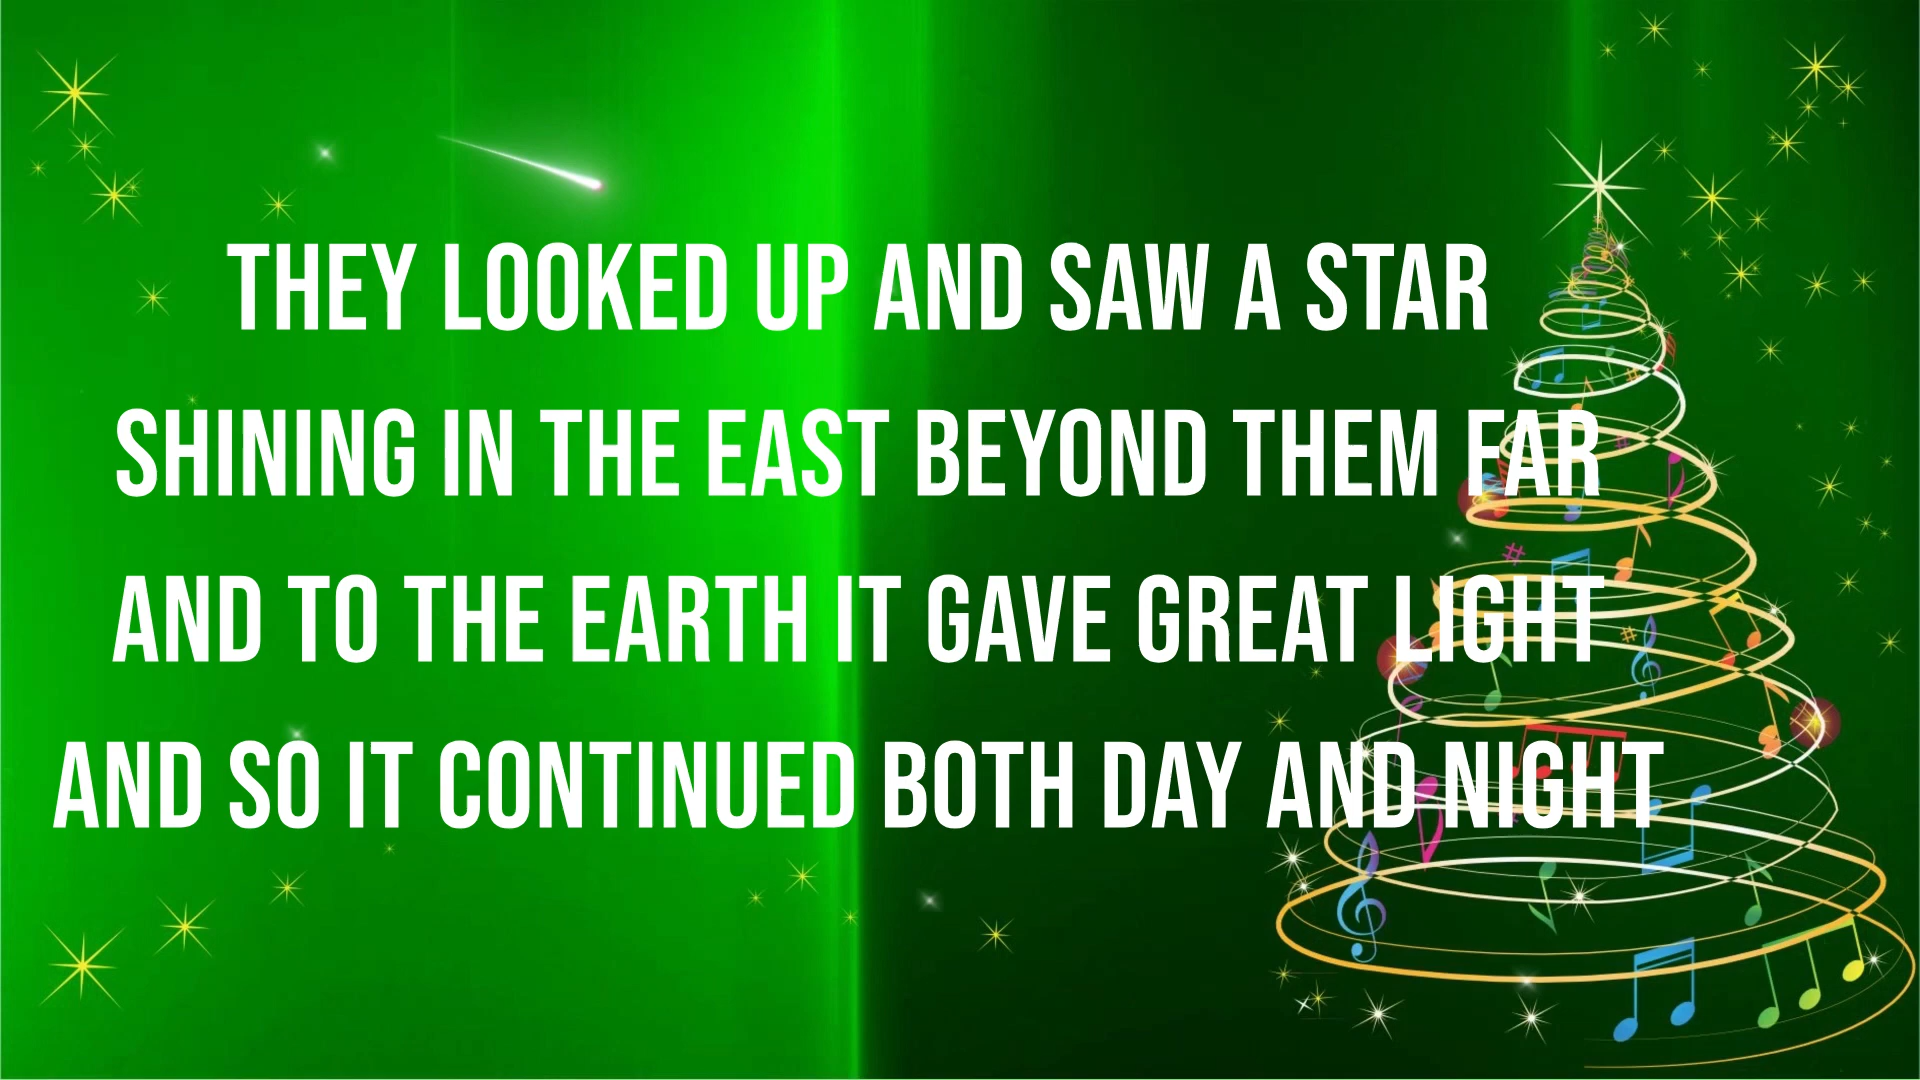 THEY LOOKED UP AND SAW A STAR
SHINING IN THE EAST BEYOND THEM FAR
AND TO THE EARTH IT GAVE GREAT LIGHT
AND SO IT CONTINUED BOTH DAY AND NIGHT